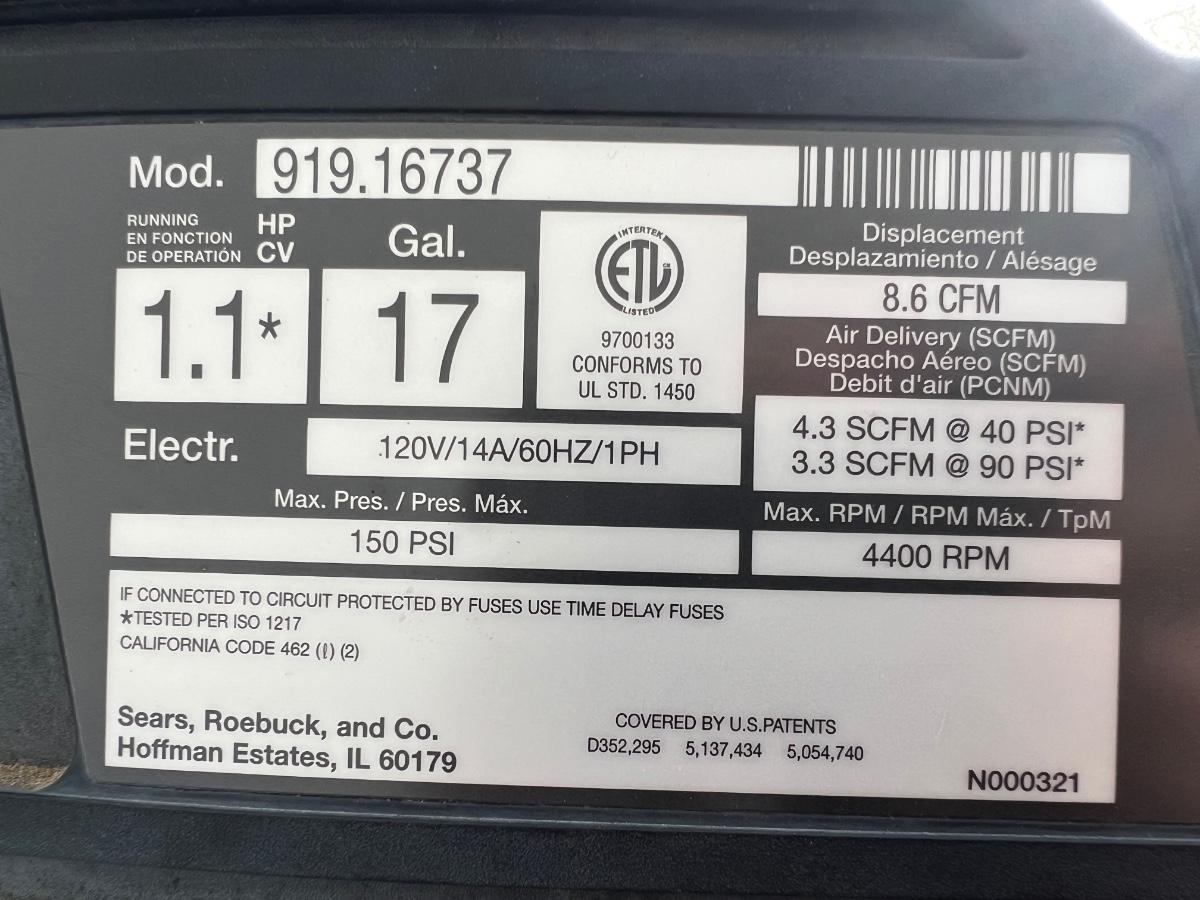 Mod. 919.16737
RUNNING
EN FONCTION
DE OPERATIÓN
HP
CV
1.1*
Gal.
17
INTERTEK
ETL
CM
LISTED
9700133
CONFORMS TO
UL STD. 1450
Displacement
Desplazamiento / Alésage
8.6 CFM
Air Delivery (SCFM)
Despacho Aéreo (SCFM)
Debit d'air (PCNM)
4.3 SCFM @ 40 PSI*
3.3 SCFM @ 90 PSI*
Electr. 120V/14A/60HZ/1PH
Max. Pres. / Pres. Máx.
150 PSI
Max. RPM / RPM Máx. / TpM
4400 RPM
IF CONNECTED TO CIRCUIT PROTECTED BY FUSES USE TIME DELAY FUSES
*TESTED PER ISO 1217
CALIFORNIA CODE 462 (ℓ) (2)
Sears, Roebuck, and Co.
Hoffman Estates, IL 60179
COVERED BY U.S.PATENTS
D352,295 5,137,434 5,054,740
N000321